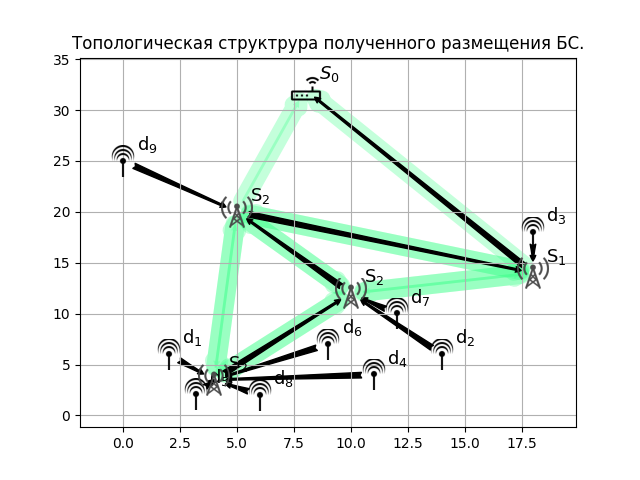 Топологическая структрура полученного размещения БС.
S₀
d₉
S₂
d₃
S₁
S₂
d₇
d₆
d₂
d₁
d₄
S₂
d₈
35
30
25
20
15
10
5
0
0.0 2.5 5.0 7.5 10.0 12.5 15.0 17.5